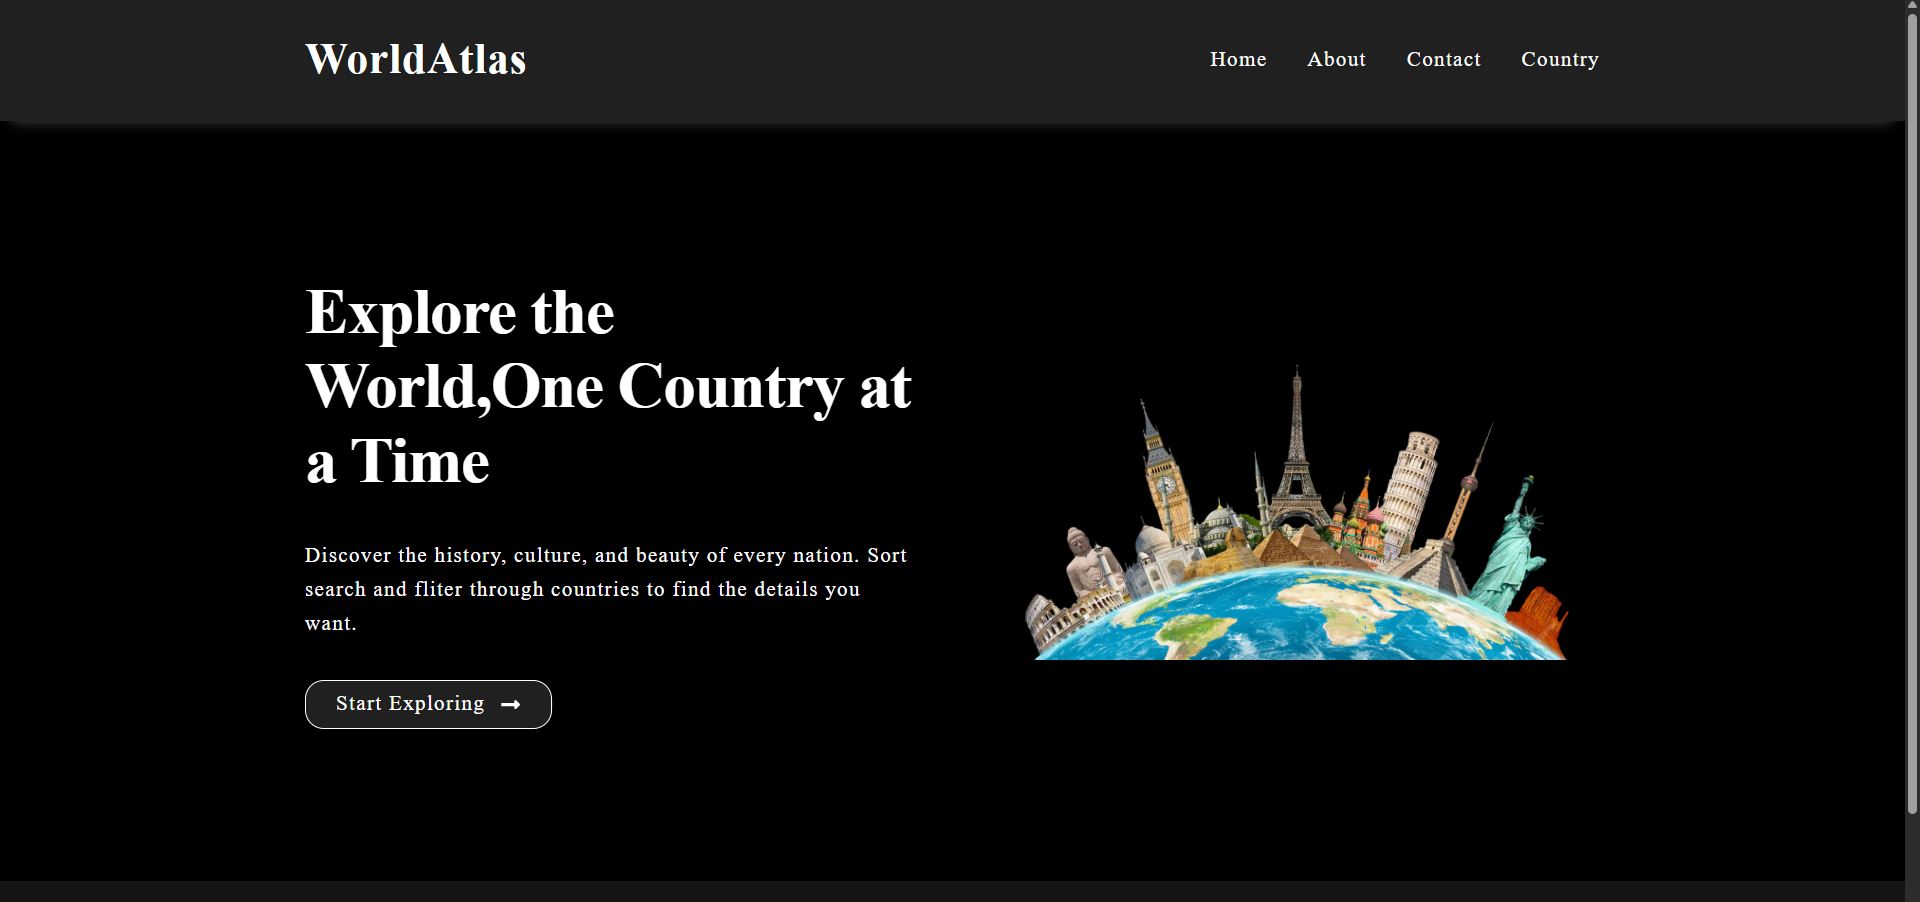 WorldAtlas
Home About Contact Country
Explore the
World,One Country at
a Time
Discover the history, culture, and beauty of every nation. Sort
search and fliter through countries to find the details you
want.
Start Exploring